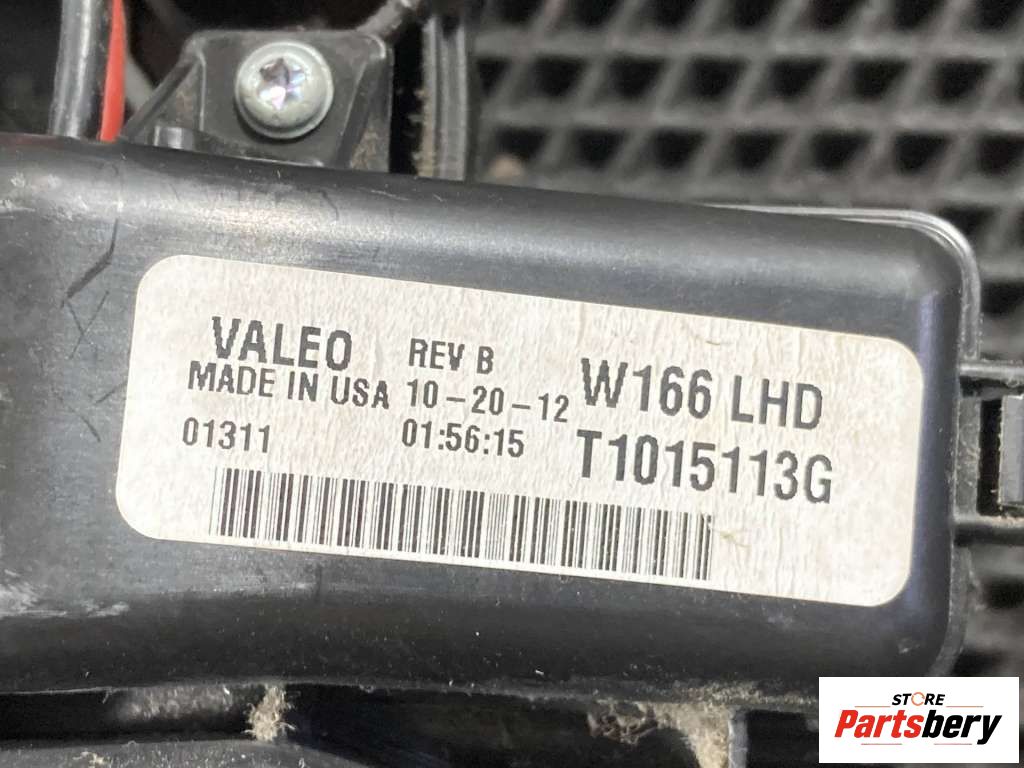 VALEO
MADE IN USA
01311
REV B
10-20-12
01:56:15
W166 LHD
T1015113G
STORE
Partsbery